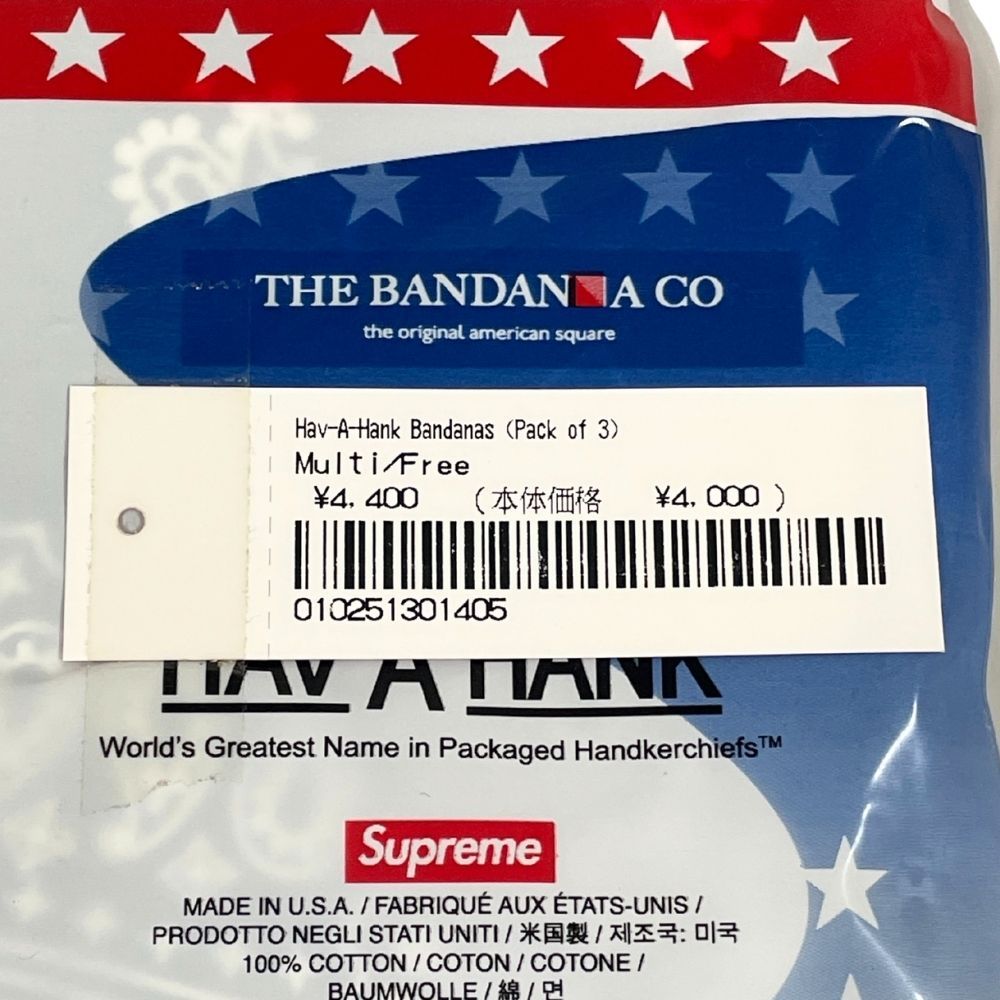 THE BANDANNA CO
the original american square
Hav-A-Hank Bandanas (Pack of 3)
Multi/Free
¥4,400 (本体価格 ¥4,000)
010251301405
HAV A HANK
World's Greatest Name in Packaged Handkerchiefs™
Supreme
MADE IN U.S.A. / FABRIQUÉ AUX ÉTATS-UNIS /
PRODOTTO NEGLI STATI UNITI / 米国製 / 제조국: 미국
100% COTTON / COTON / COTONE /
BAUMWOLLE / 綿 / 면